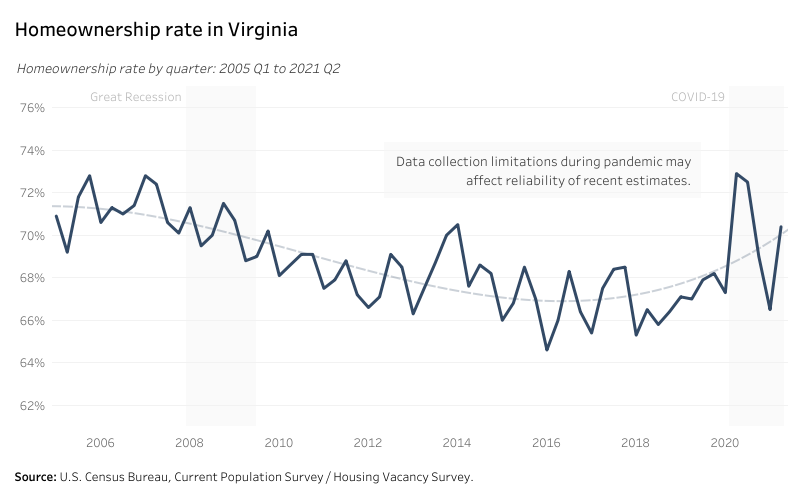 Homeownership rate in Virginia
Homeownership rate by quarter: 2005 Q1 to 2021 Q2
Great Recession
COVID-19
76%
74%
Data collection limitations during pandemic may
affect reliability of recent estimates.
72%
70%
68%
66%
64%
62%
2006 2008 2010 2012 2014 2016 2018 2020
Source: U.S. Census Bureau, Current Population Survey / Housing Vacancy Survey.